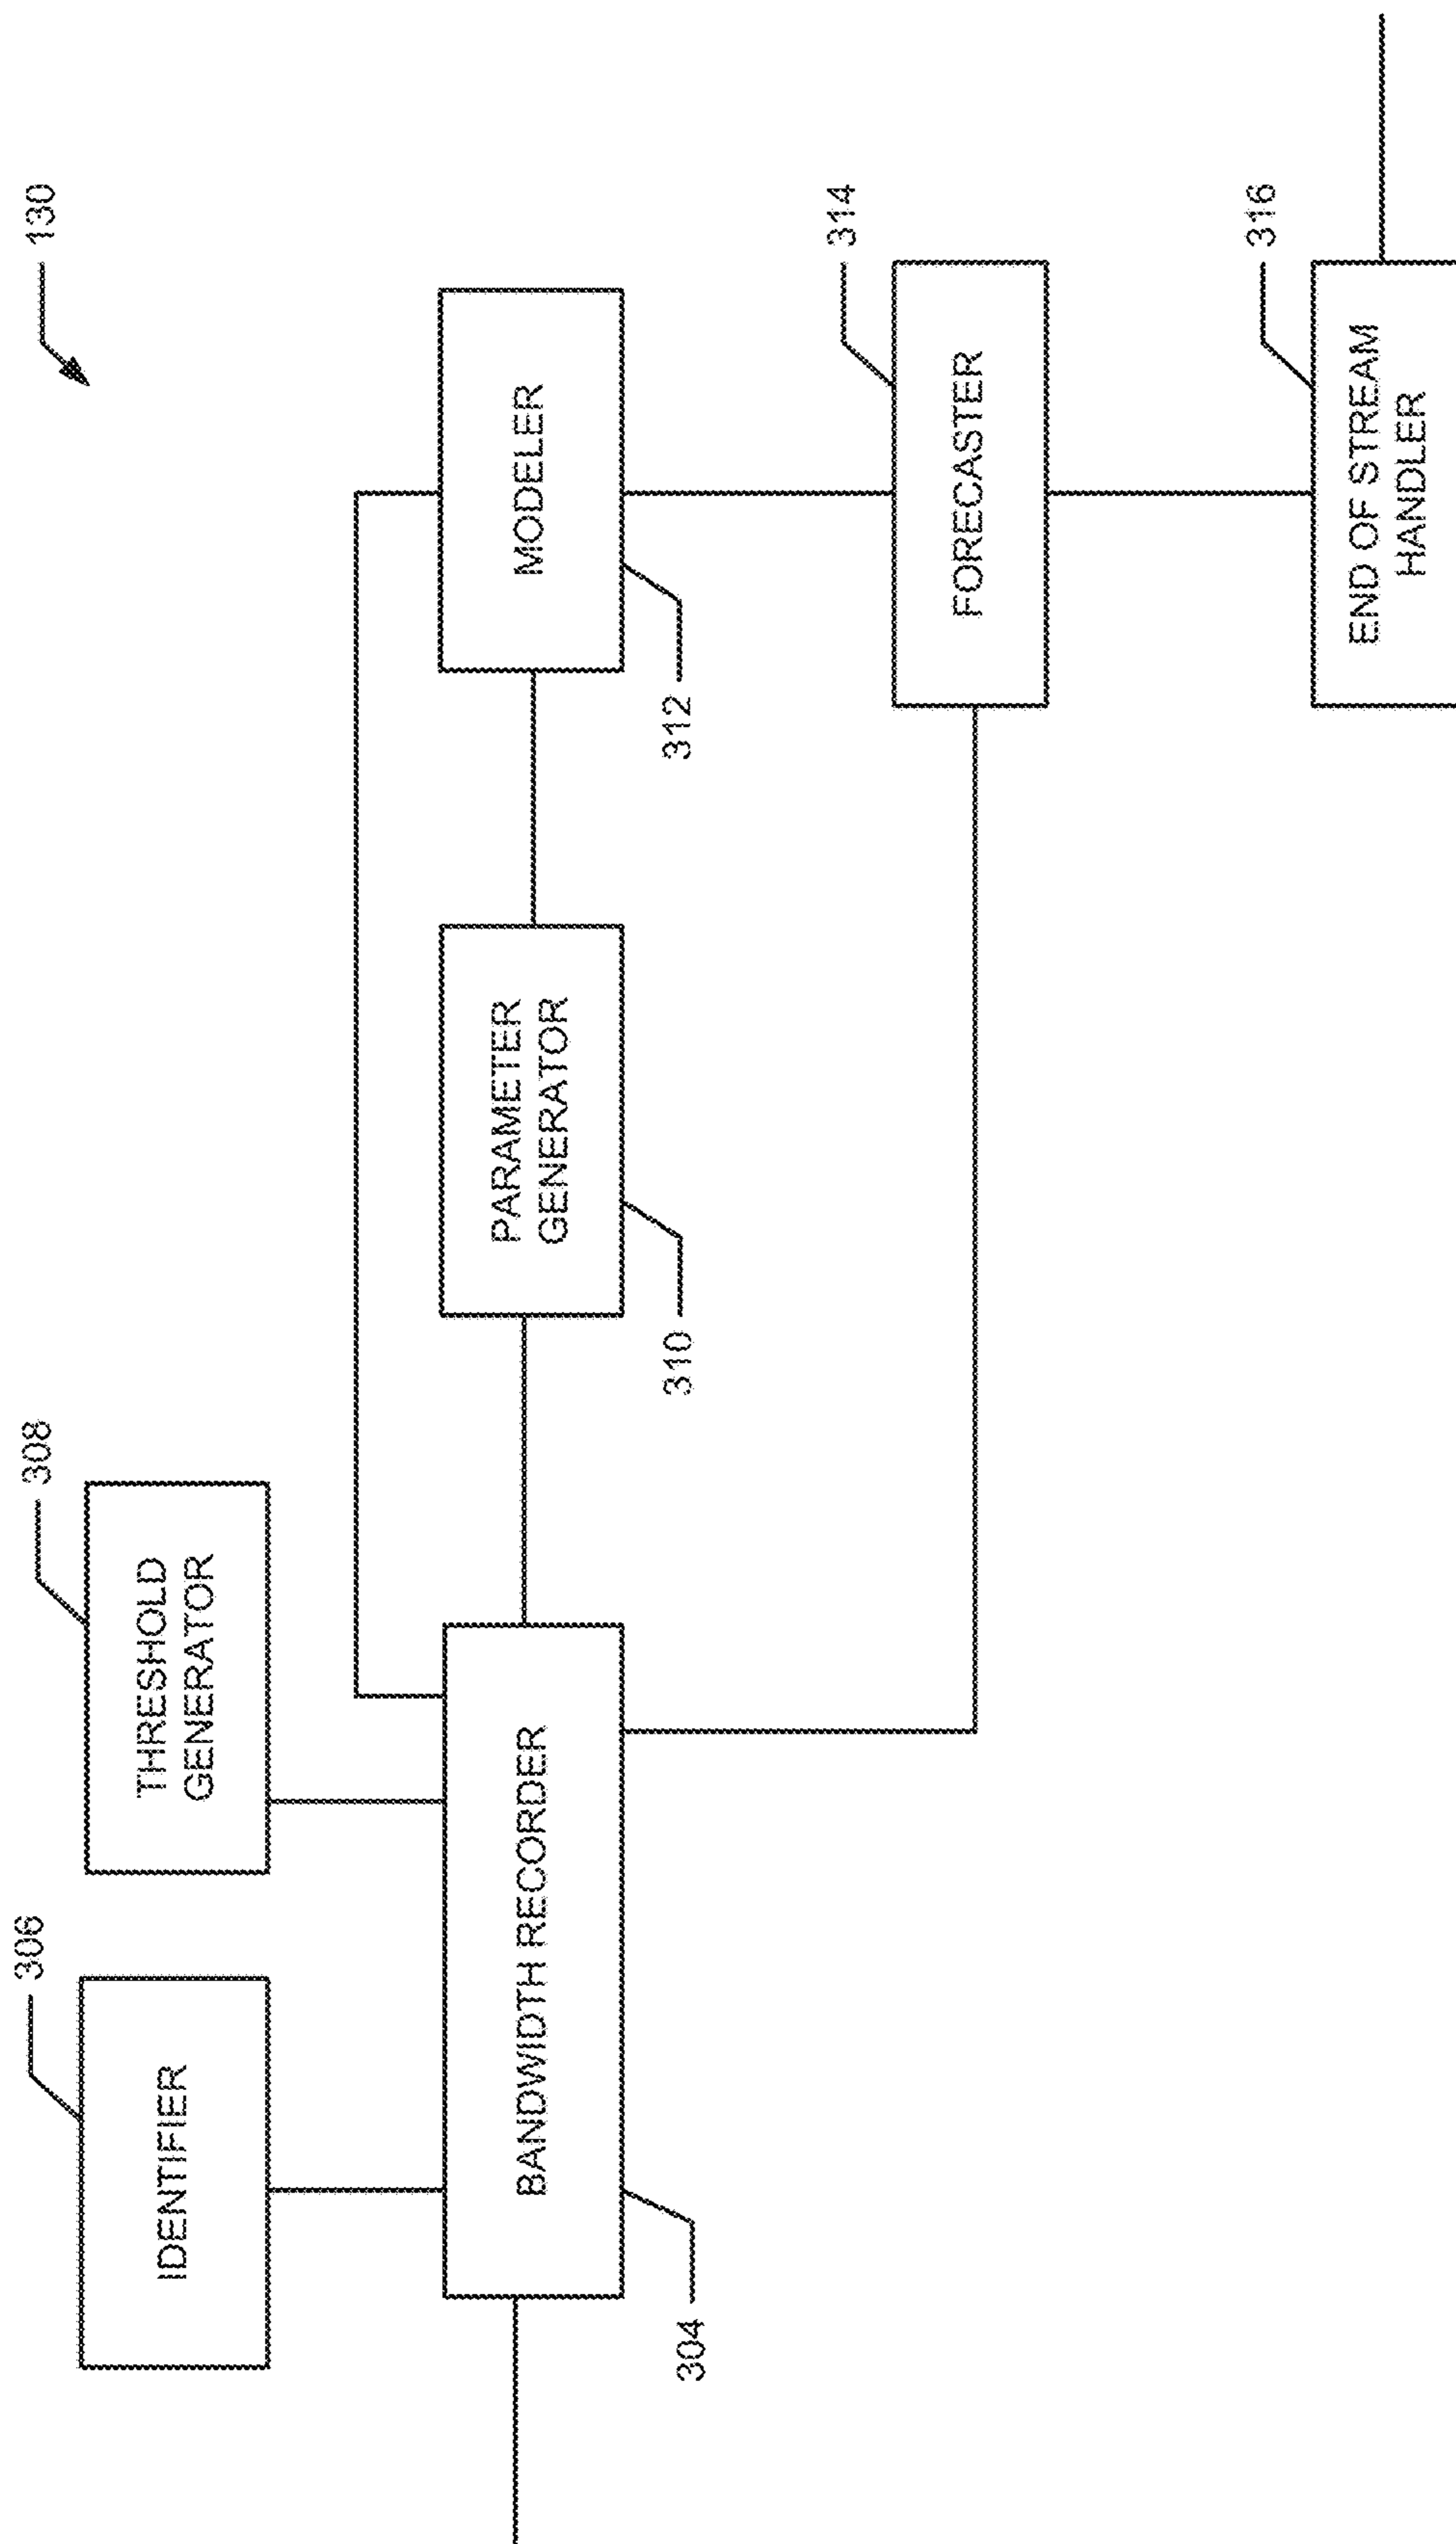 130
306
308
IDENTIFIER
THRESHOLD
GENERATOR
BANDWIDTH RECORDER
304
PARAMETER
GENERATOR
310
MODELER
312
314
FORECASTER
316
END OF STREAM
HANDLER